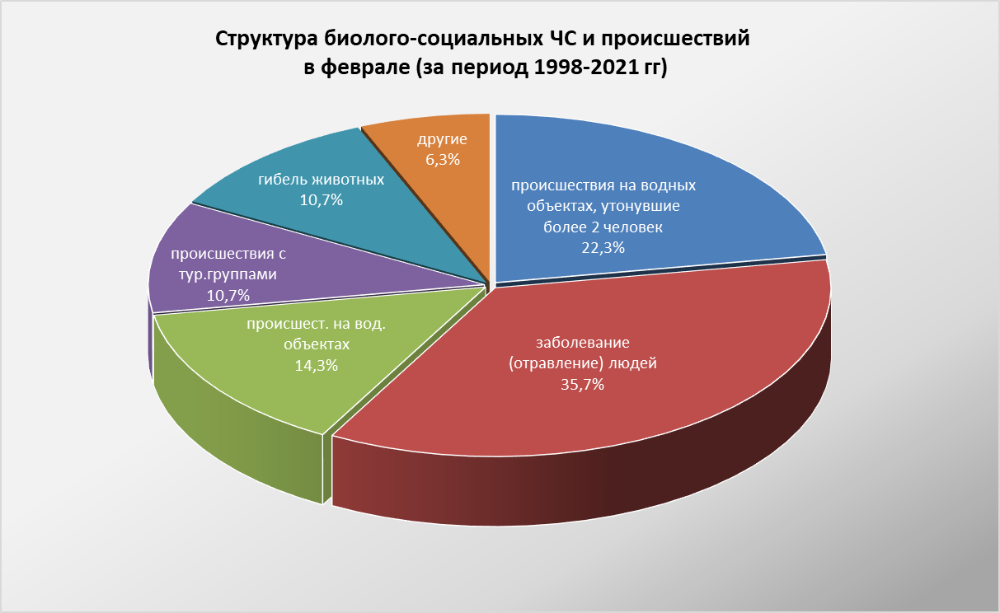 Структура биолого-социальных ЧС и происшествий
в феврале (за период 1998-2021 гг)
другие
6,3%
происшествия на водных
объектах, утонувшие
более 2 человек
22,3%
гибель животных
10,7%
происшествия с
тур.группами
10,7%
происшест. на вод.
объектах
14,3%
заболевание
(отравление) людей
35,7%